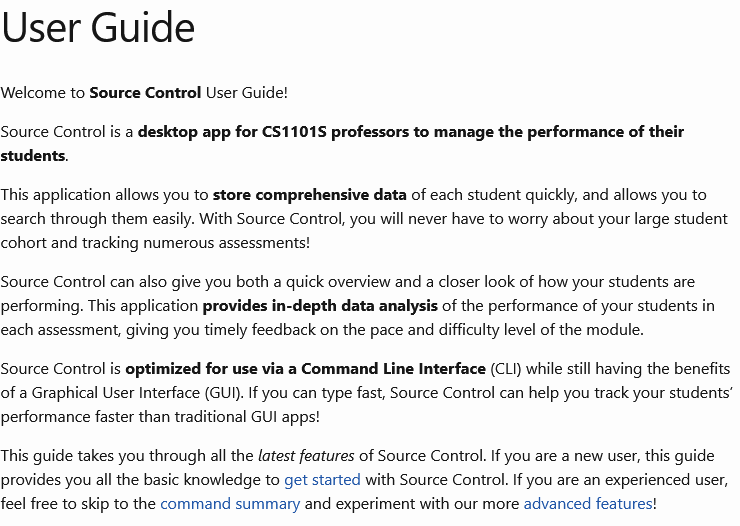 User Guide
Welcome to Source Control User Guide!
Source Control is a desktop app for CS1101S professors to manage the performance of their
students.
This application allows you to store comprehensive data of each student quickly, and allows you to
search through them easily. With Source Control, you will never have to worry about your large student
cohort and tracking numerous assessments!
Source Control can also give you both a quick overview and a closer look of how your students are
performing. This application provides in-depth data analysis of the performance of your students in
each assessment, giving you timely feedback on the pace and difficulty level of the module.
Source Control is optimized for use via a Command Line Interface (CLI) while still having the benefits
of a Graphical User Interface (GUI). If you can type fast, Source Control can help you track your students’
performance faster than traditional GUI apps!
This guide takes you through all the latest features of Source Control. If you are a new user, this guide
provides you all the basic knowledge to get started with Source Control. If you are an experienced user,
feel free to skip to the command summary and experiment with our more advanced features!